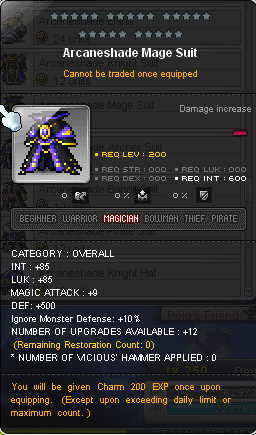 Arcaneshade Mage Suit
Cannot be traded once equipped
Damage increase
REQ LEV : 200
REQ STR : 000 REQ LUK : 000
REQ DEX : 000 REQ INT : 600
0 0 0
BEGINNER WARRIOR MAGICIAN BOWMAN THIEF PIRATE
CATEGORY : OVERALL
INT : +85
LUK : +85
MAGIC ATTACK : +9
DEF: +500
Ignore Monster Defense: +10%
NUMBER OF UPGRADES AVAILABLE : +12
(Remaining Restoration Count: 0)
* NUMBER OF VICIOUS' HAMMER APPLIED : 0
You will be given Charm 200 EXP once upon
equipping. (Except upon exceeding daily limit or
maximum count. )